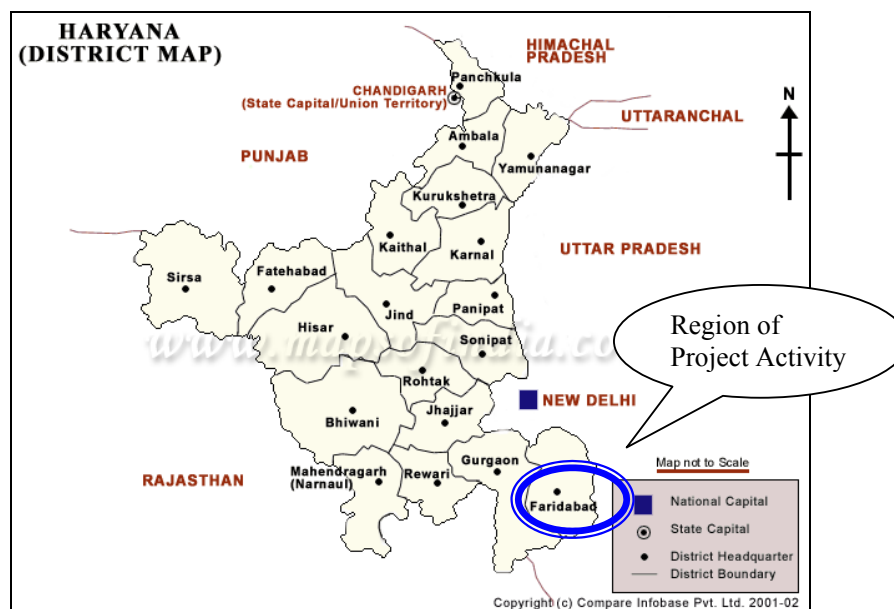 HARYANA
(DISTRICT MAP)
HIMACHAL
PRADESH
Panchkula
CHANDIGARH
(State Capital/Union Territory)
N
UTTARANCHAL
Ambala
PUNJAB
Yamunanagar
Kurukshetra
Kaithal
Karnal
UTTAR PRADESH
Sirsa
Fatehabad
Jind
Panipat
Hisar
Sonipat
www.mapsofindia.co
Region of
Project Activity
Rohtak
NEW DELHI
Bhiwani
Jhajjar
RAJASTHAN
Mahendragarh
(Narnaul)
Rewari
Gurgaon
Faridabad
Map not to Scale
National Capital
State Capital
District Headquarter
District Boundary
Copyright (c) Compare Infobase Pvt. Ltd. 2001-02